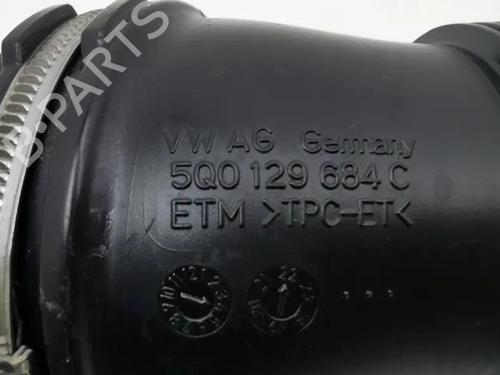 B-PARTS
VW AG Germany
5Q0 129 684 C
ETM >TPC-ET<